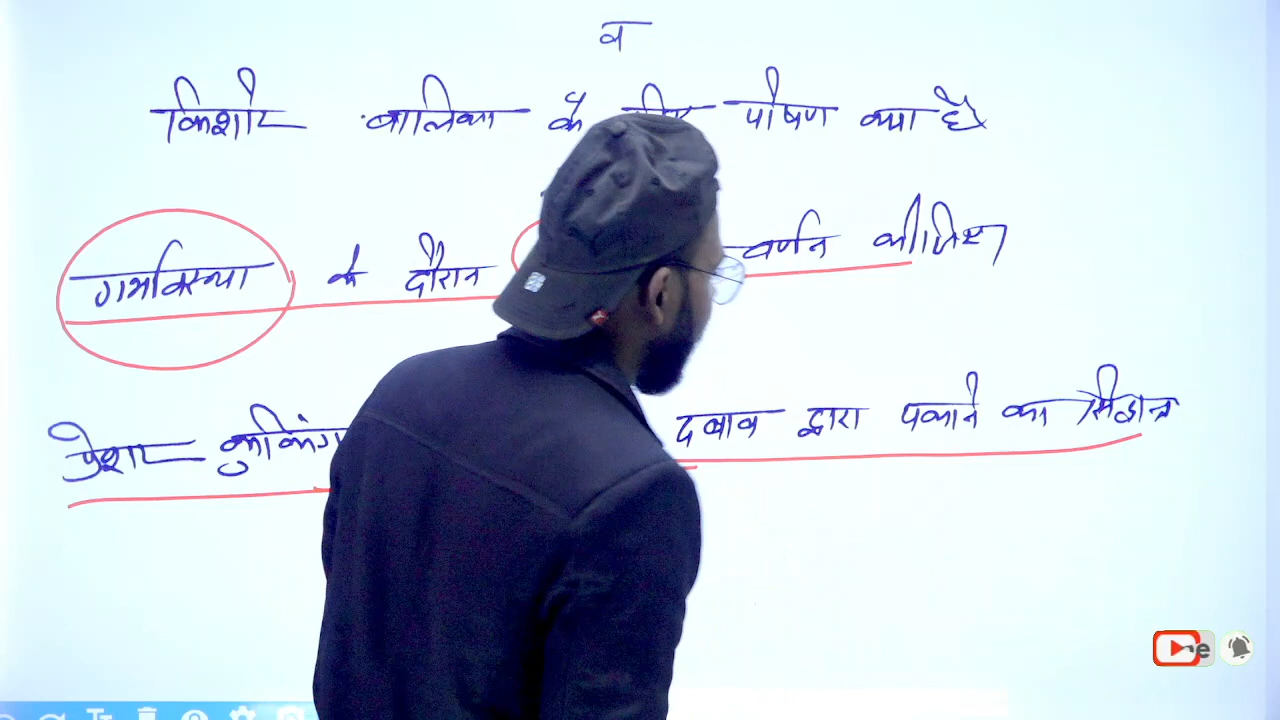 व
किशोर बालिका के लिए पोषण क्या है
गर्भावस्था के दौरान वर्णन कीजिए
प्रेशर कुकिंग दबाव द्वारा पकाने का सिद्धान्त
e